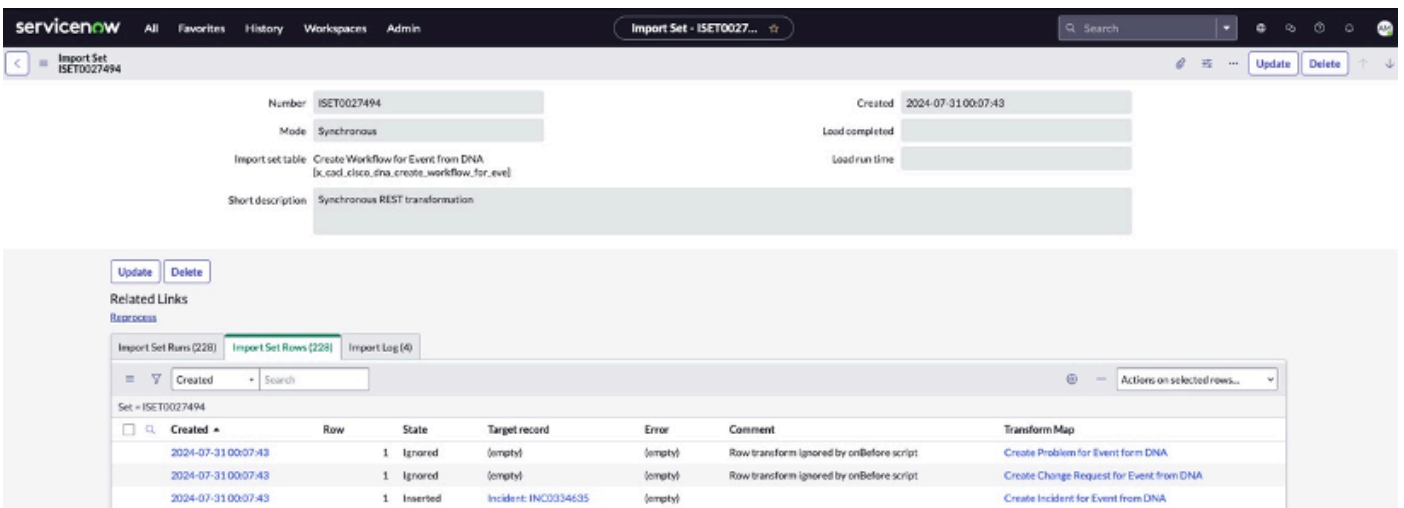 servicenow All Favorites History Workspaces Admin Import Set - ISET0027... Search
Import Set
ISET0027494
Update Delete
Number ISET0027494
Created 2024-07-31 00:07:43
Mode Synchronous
Load completed
Import set table Create Workflow for Event from DNA
[x_caci_cisco_dna_create_workflow_for_eve]
Load run time
Short description Synchronous REST transformation
Update Delete
Related Links
Reprocess
Import Set Runs (228) Import Set Rows (228) Import Log (4)
Created Search Actions on selected rows...
Set = ISET0027494
Created Row State Target record Error Comment Transform Map
2024-07-31 00:07:43 1 Ignored (empty) (empty) Row transform ignored by onBefore script Create Problem for Event form DNA
2024-07-31 00:07:43 1 Ignored (empty) (empty) Row transform ignored by onBefore script Create Change Request for Event from DNA
2024-07-31 00:07:43 1 Inserted Incident: INC0334635 (empty) Create Incident for Event from DNA